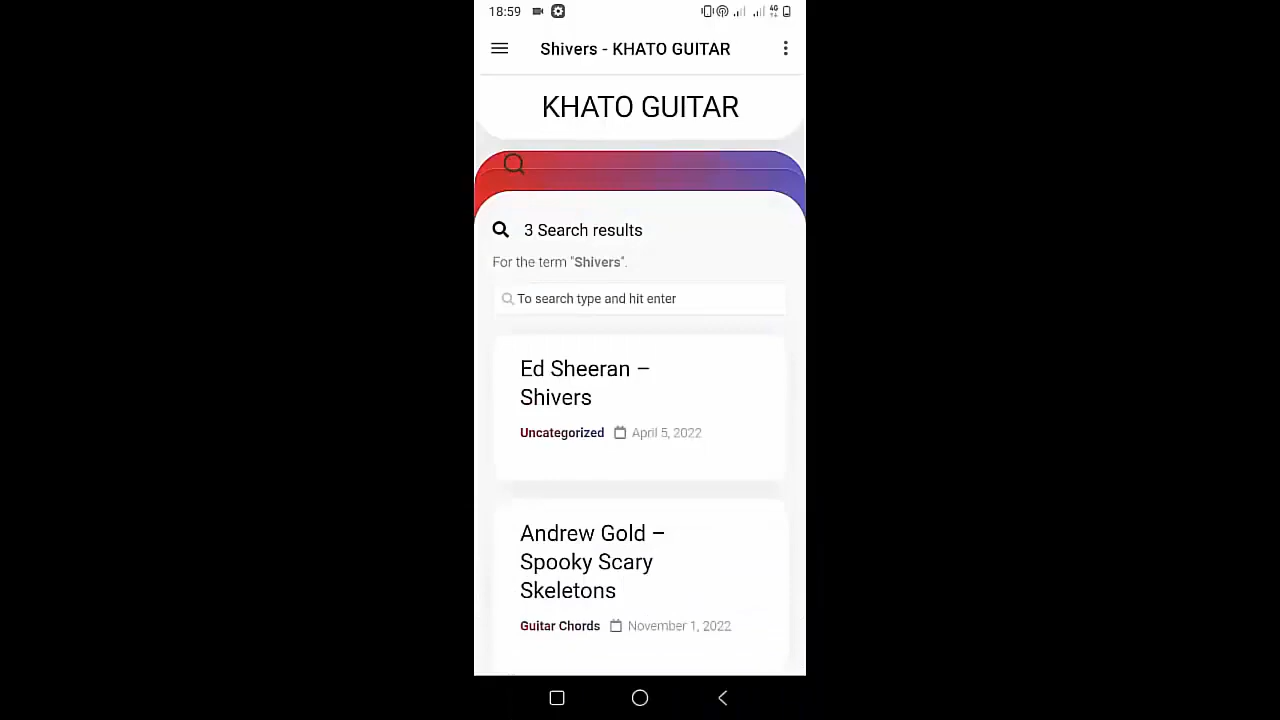 18:59 4G
Shivers - KHATO GUITAR
KHATO GUITAR
3 Search results
For the term "Shivers".
To search type and hit enter
Ed Sheeran –
Shivers
Uncategorized April 5, 2022
Andrew Gold –
Spooky Scary
Skeletons
Guitar Chords November 1, 2022